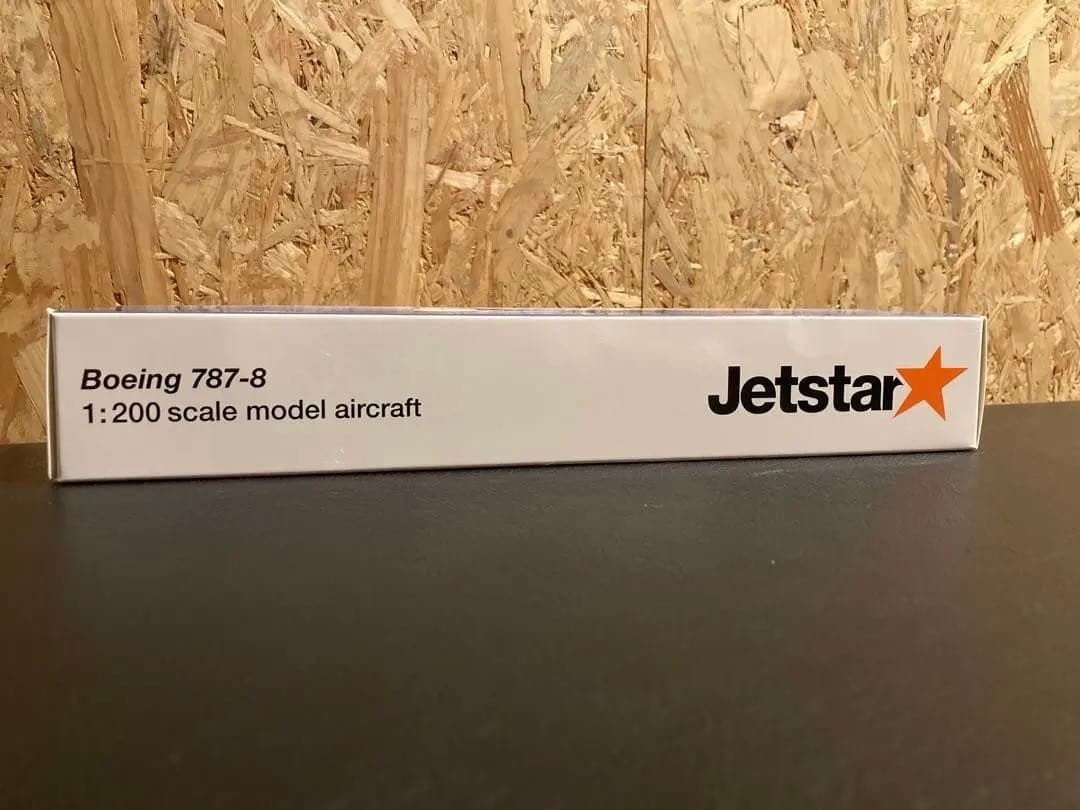 Boeing 787-8
1:200 scale model aircraft
Jetstar